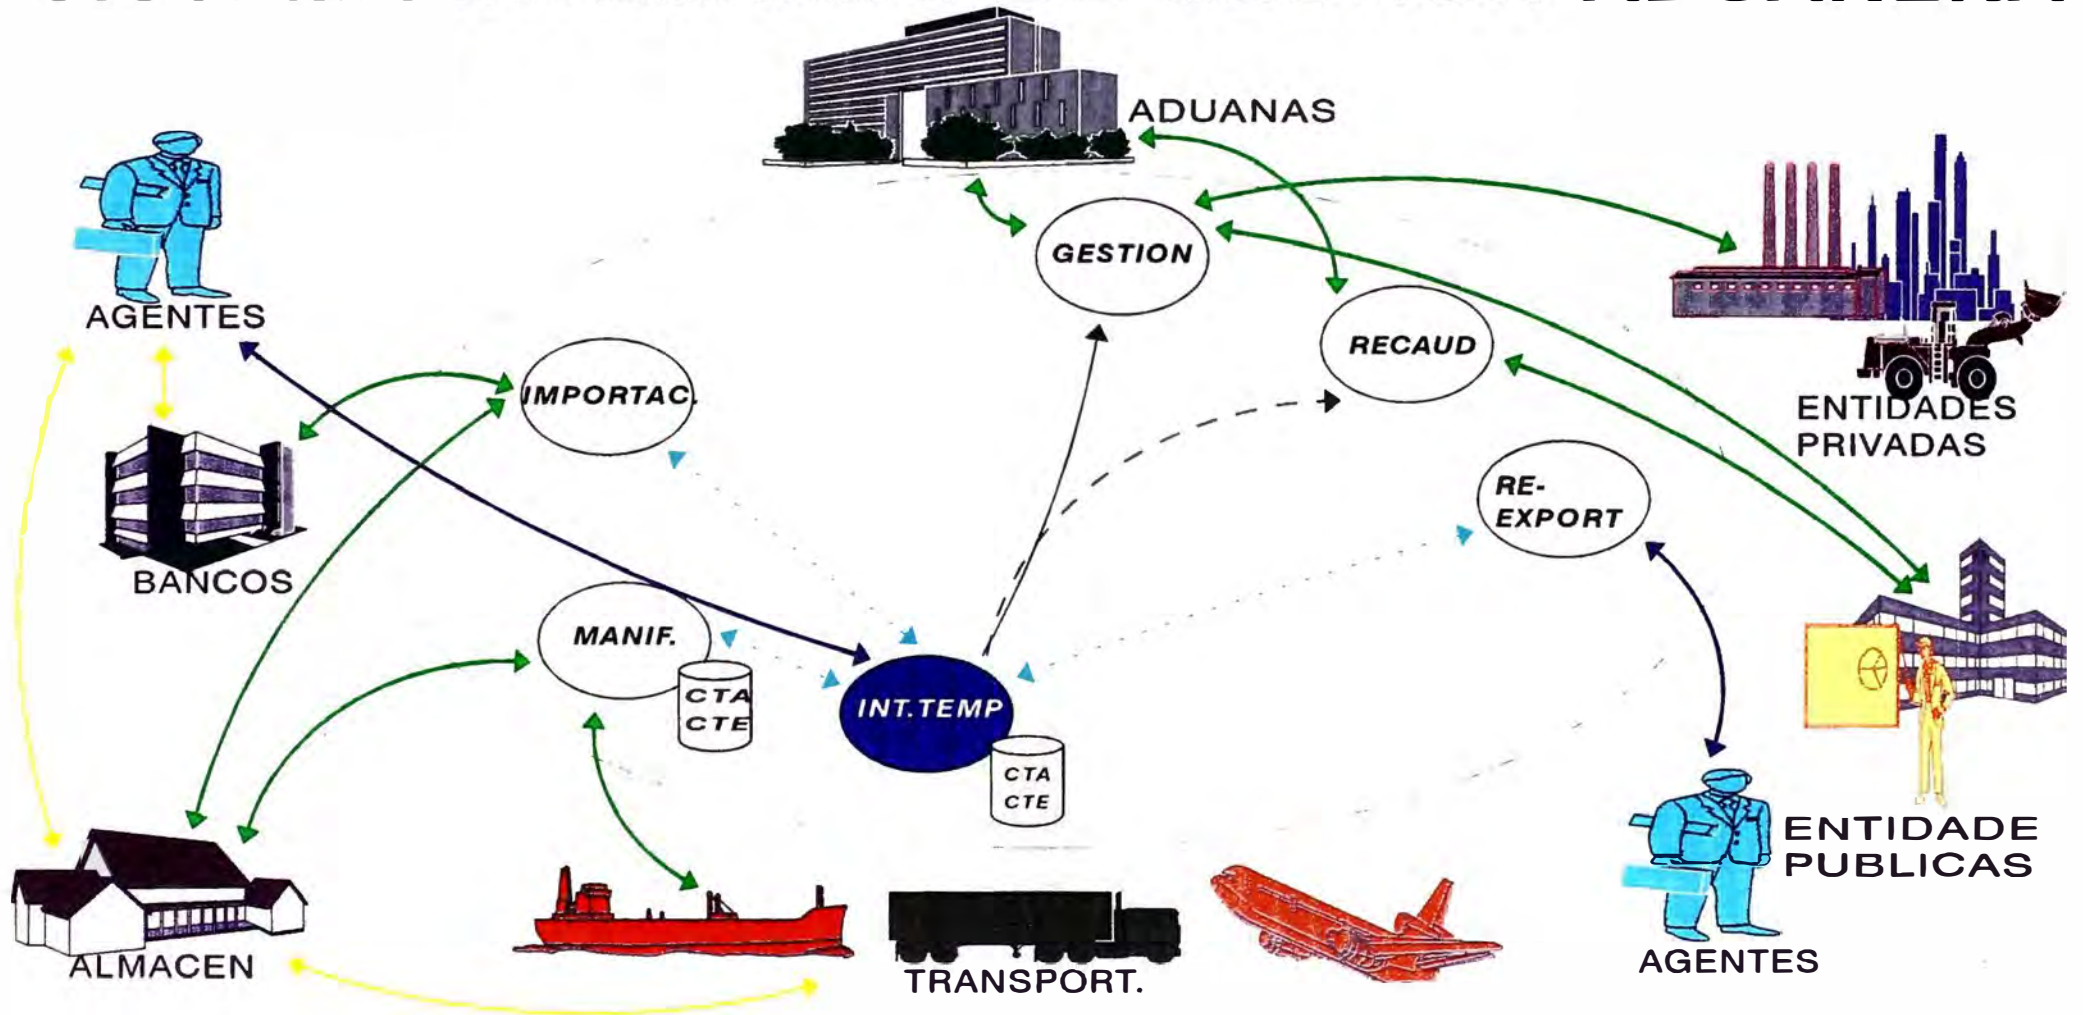 ADUANAS
AGENTES
GESTION
RECAUD
IMPORTAC.
ENTIDADES
PRIVADAS
RE-
EXPORT
BANCOS
MANIF.
CTA
CTE
INT.TEMP
CTA
CTE
ENTIDADE
PUBLICAS
ALMACEN
TRANSPORT.
AGENTES